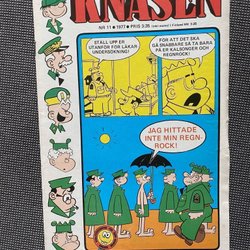 KNASEN
NR 11 • 1977 • PRIS 3:35
STÄLL UPP ER
UTANFÖR FÖR LÄKAR-
UNDERSÖKNING!
FÖR ATT DET SKA
GÅ SNABBARE SÅ TA BARA
PÅ ER KALSONGER OCH
REGNROCK!
JAG HITTADE
INTE MIN REGN-
ROCK!